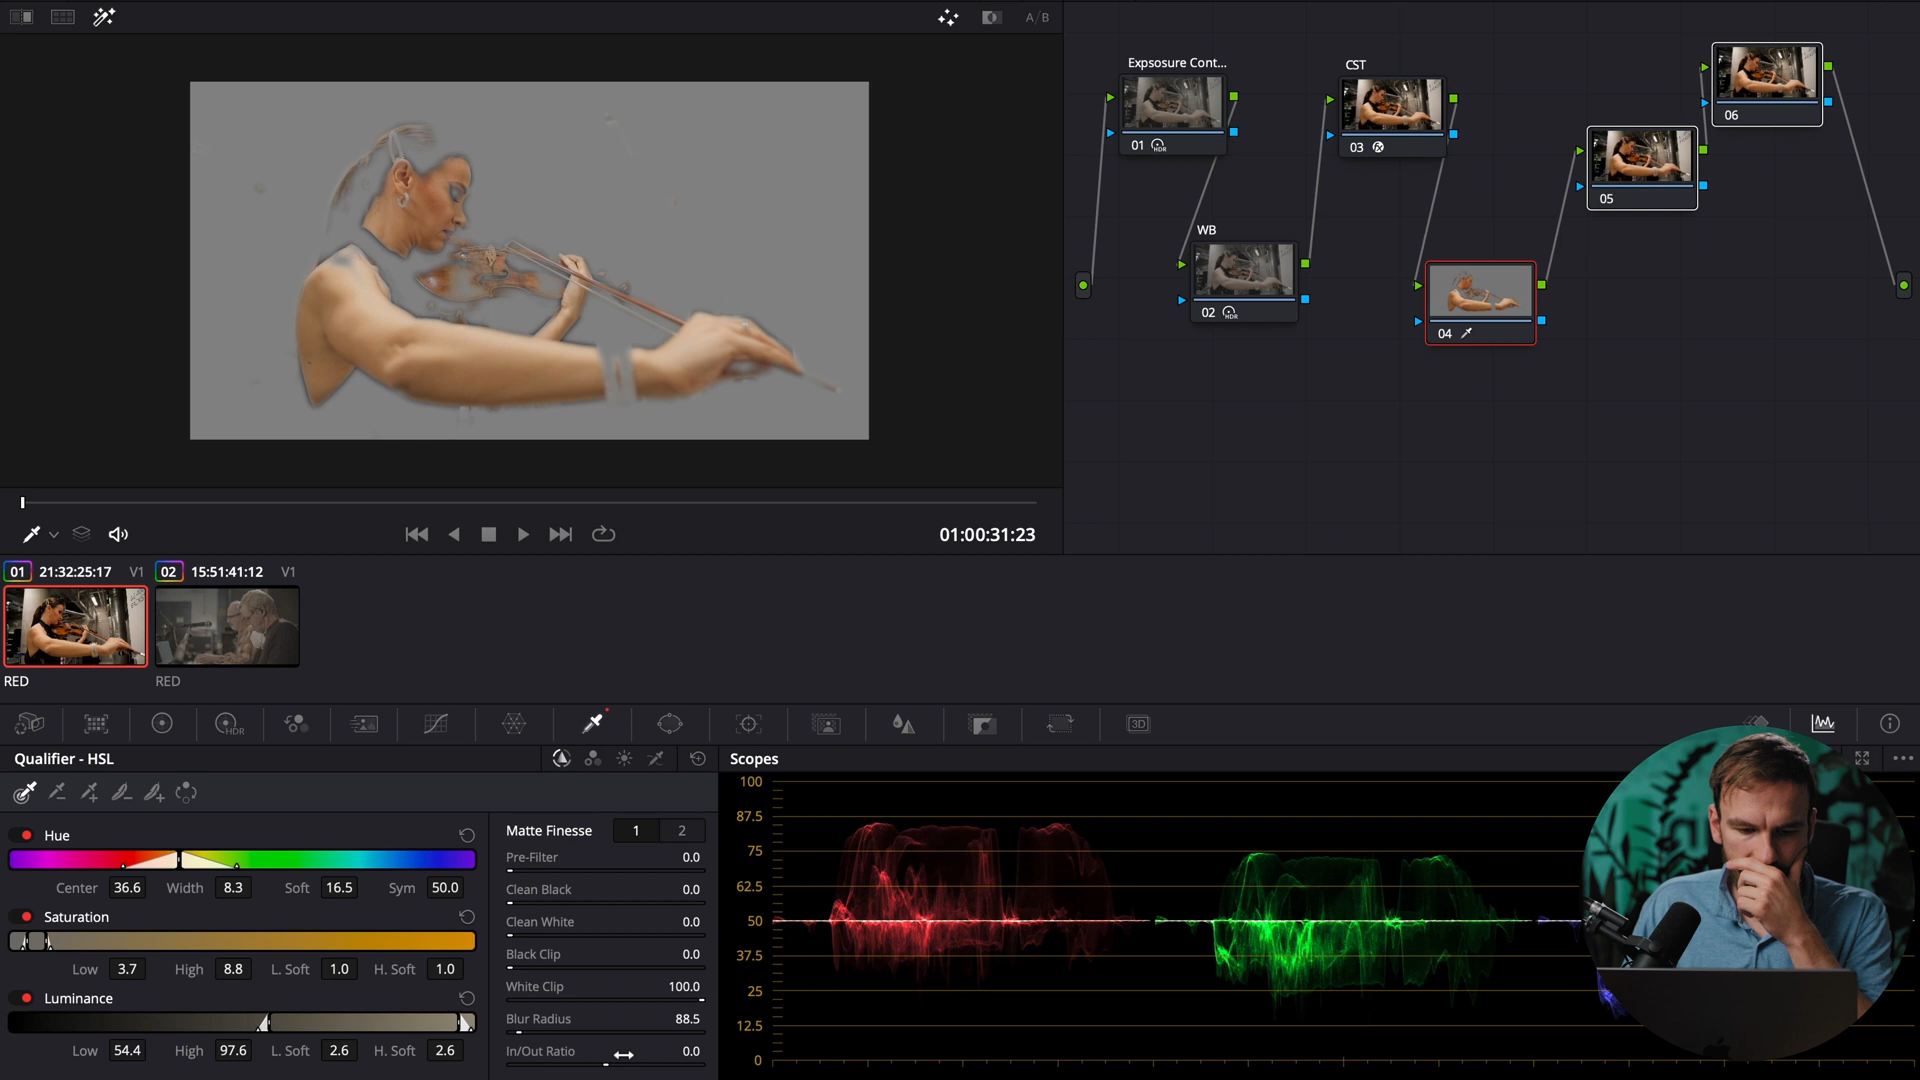 A/B
Expsosure Cont...
CST
06
01 HDR
03
05
WB
02 HDR
04
01:00:31:23
01 21:32:25:17 V1 02 15:51:41:12 V1
RED RED
HDR
3D
Qualifier - HSL
Scopes
Hue
Center 36.6 Width 8.3 Soft 16.5 Sym 50.0
Saturation
Low 3.7 High 8.8 L. Soft 1.0 H. Soft 1.0
Luminance
Low 54.4 High 97.6 L. Soft 2.6 H. Soft 2.6
Matte Finesse 1 2
Pre-Filter 0.0
Clean Black 0.0
Clean White 0.0
Black Clip 0.0
White Clip 100.0
Blur Radius 88.5
In/Out Ratio 0.0
100
87.5
75
62.5
50
37.5
25
12.5
0